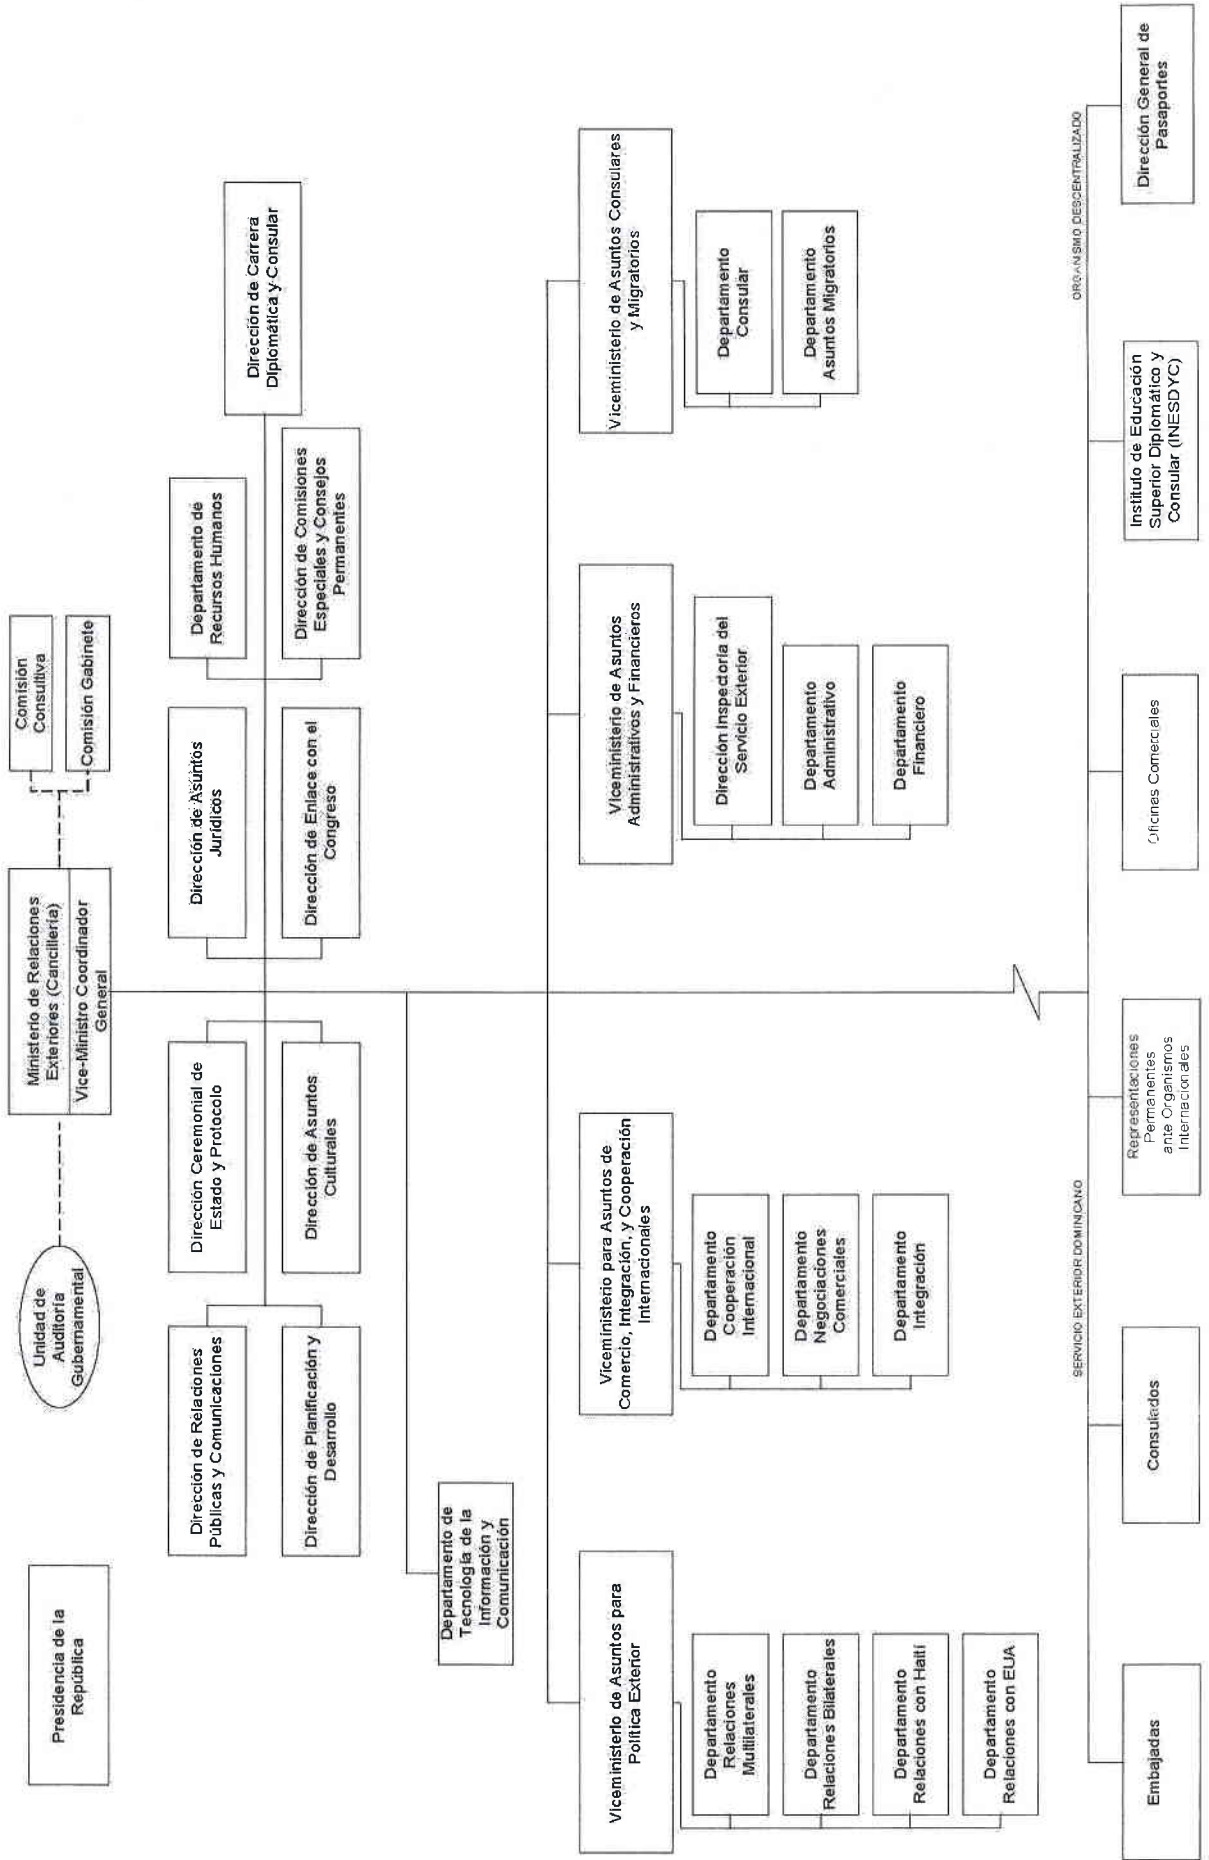 Presidencia de la
República
Unidad de
Auditoría
Gubernamental
Ministerio de Relaciones
Exteriores (Cancillería)
Vice-Ministro Coordinador
General
Comisión
Consultiva
Comisión Gabinete
Dirección de Relaciones
Públicas y Comunicaciones
Dirección Ceremonial de
Estado y Protocolo
Dirección de Asuntos
Jurídicos
Departamento de
Recursos Humanos
Dirección de Carrera
Diplomática y Consular
Dirección de Planificación y
Desarrollo
Dirección de Asuntos
Culturales
Dirección de Enlace con el
Congreso
Dirección de Comisiones
Especiales y Consejos
Permanentes
Departamento de
Tecnología de la
Información y
Comunicación
Viceministerio de Asuntos para
Política Exterior
Departamento
Relaciones
Multilaterales
Departamento
Relaciones Bilaterales
Departamento
Relaciones con Haití
Departamento
Relaciones con EUA
Viceministerio para Asuntos de
Comercio, Integración, y Cooperación
Internacionales
Departamento
Cooperación
Internacional
Departamento
Negociaciones
Comerciales
Departamento
Integración
Viceministerio de Asuntos
Administrativos y Financieros
Dirección Inspectoría del
Servicio Exterior
Departamento
Administrativo
Departamento
Financiero
Viceministerio de Asuntos Consulares
y Migratorios
Departamento
Consular
Departamento
Asuntos Migratorios
SERVICIO EXTERIOR DOMINICANO
ORGANISMO DESCENTRALIZADO
Embajadas
Consulados
Representaciones
Permanentes
ante Organismos
Internacionales
Oficinas Comerciales
Instituto de Educación
Superior Diplomático y
Consular (INESDYC)
Dirección General de
Pasaportes